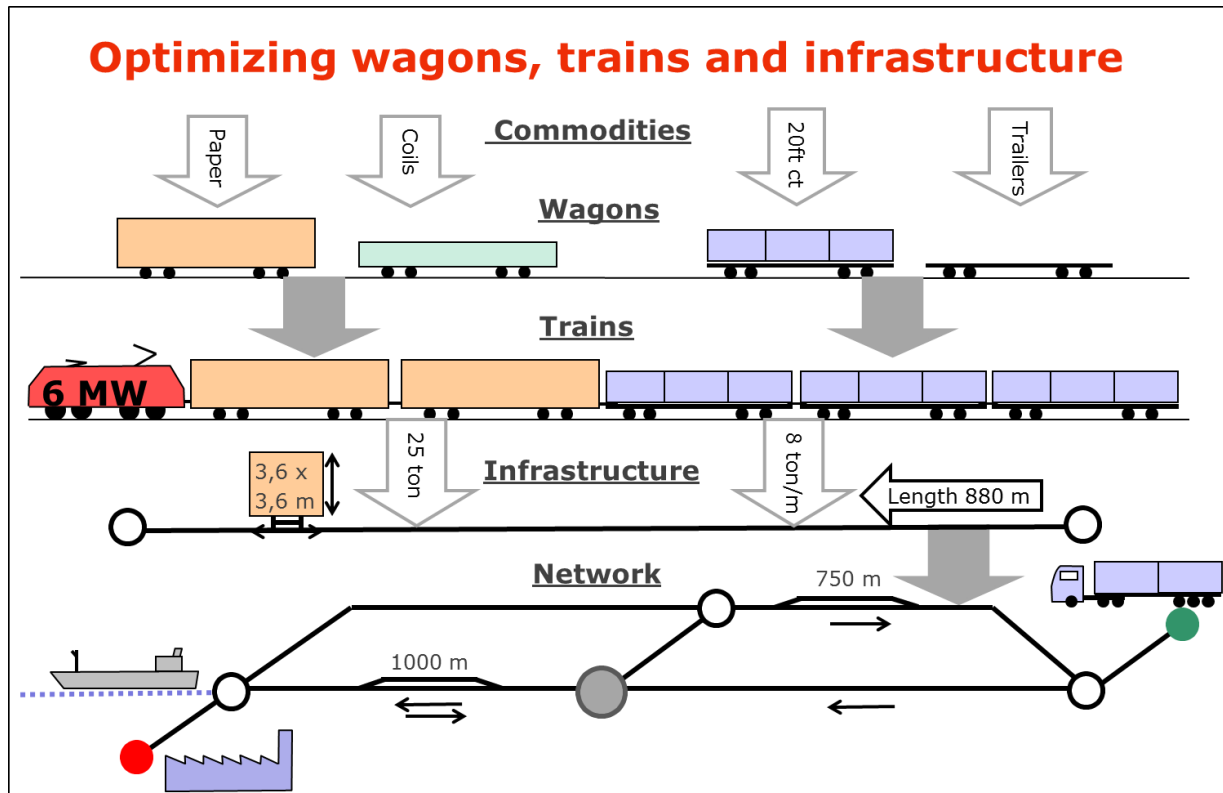 Optimizing wagons, trains and infrastructure
Commodities
Paper
Coils
20ft ct
Trailers
Wagons
Trains
6 MW
25 ton
8 ton/m
Infrastructure
3,6 x
3,6 m
Length 880 m
Network
750 m
1000 m